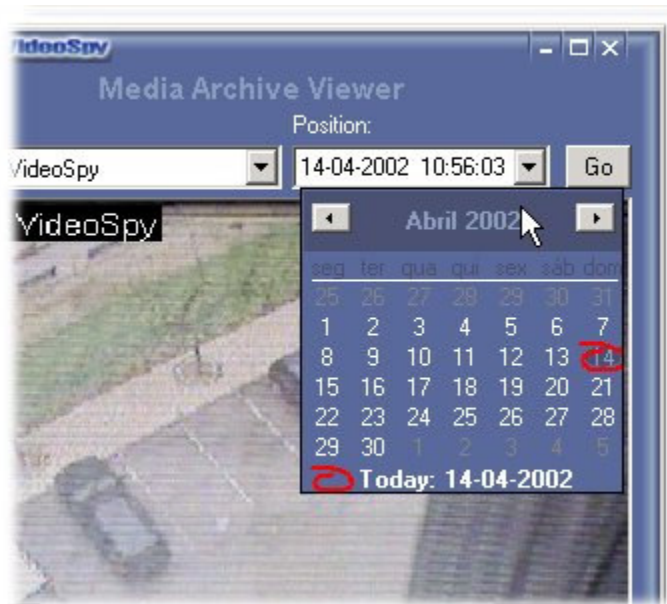 VideoSpy
Media Archive Viewer
Position:
VideoSpy
14-04-2002 10:56:03
Go
VideoSpy
Abril 2002
seg ter qua qui sex sáb dom
25 26 27 28 29 30 31
1 2 3 4 5 6 7
8 9 10 11 12 13 14
15 16 17 18 19 20 21
22 23 24 25 26 27 28
29 30 1 2 3 4 5
Today: 14-04-2002